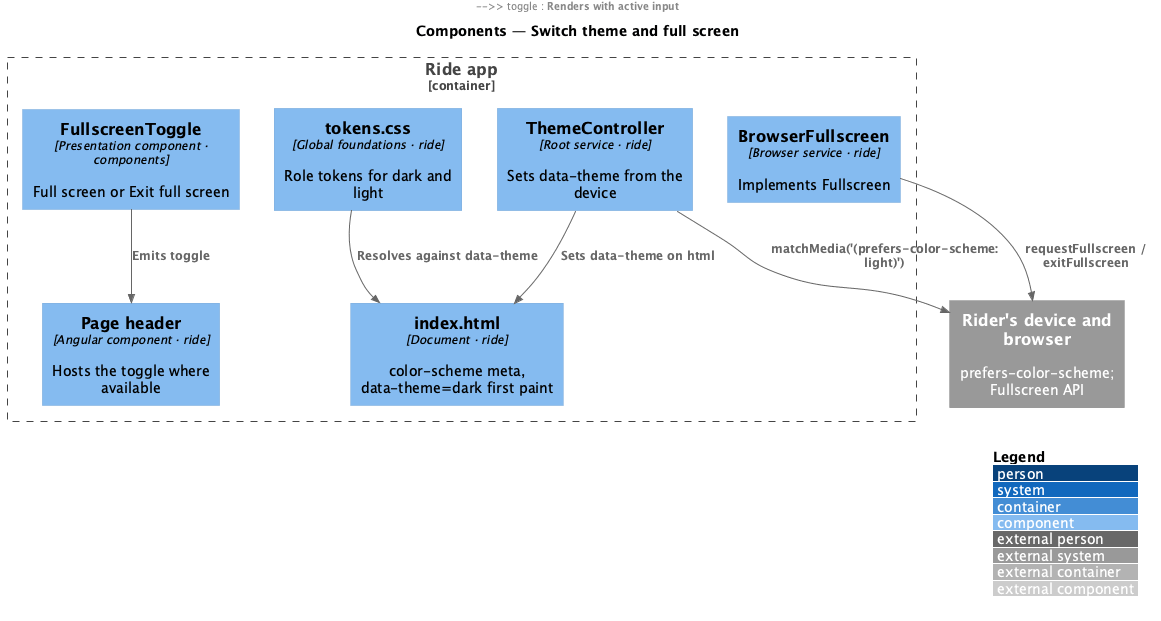 -->> toggle : Renders with active input
Components — Switch theme and full screen
Ride app
[container]
FullscreenToggle
[Presentation component ·
components]
Full screen or Exit full screen
tokens.css
[Global foundations · ride]
Role tokens for dark and
light
ThemeController
[Root service · ride]
Sets data-theme from the
device
BrowserFullscreen
[Browser service · ride]
Implements Fullscreen
Emits toggle
Resolves against data-theme
Sets data-theme on html
matchMedia('(prefers-color-scheme:
light)')
requestFullscreen /
exitFullscreen
Page header
[Angular component · ride]
Hosts the toggle where
available
index.html
[Document · ride]
color-scheme meta,
data-theme=dark first paint
Rider's device and
browser
prefers-color-scheme;
Fullscreen API
Legend
person
system
container
component
external person
external system
external container
external component